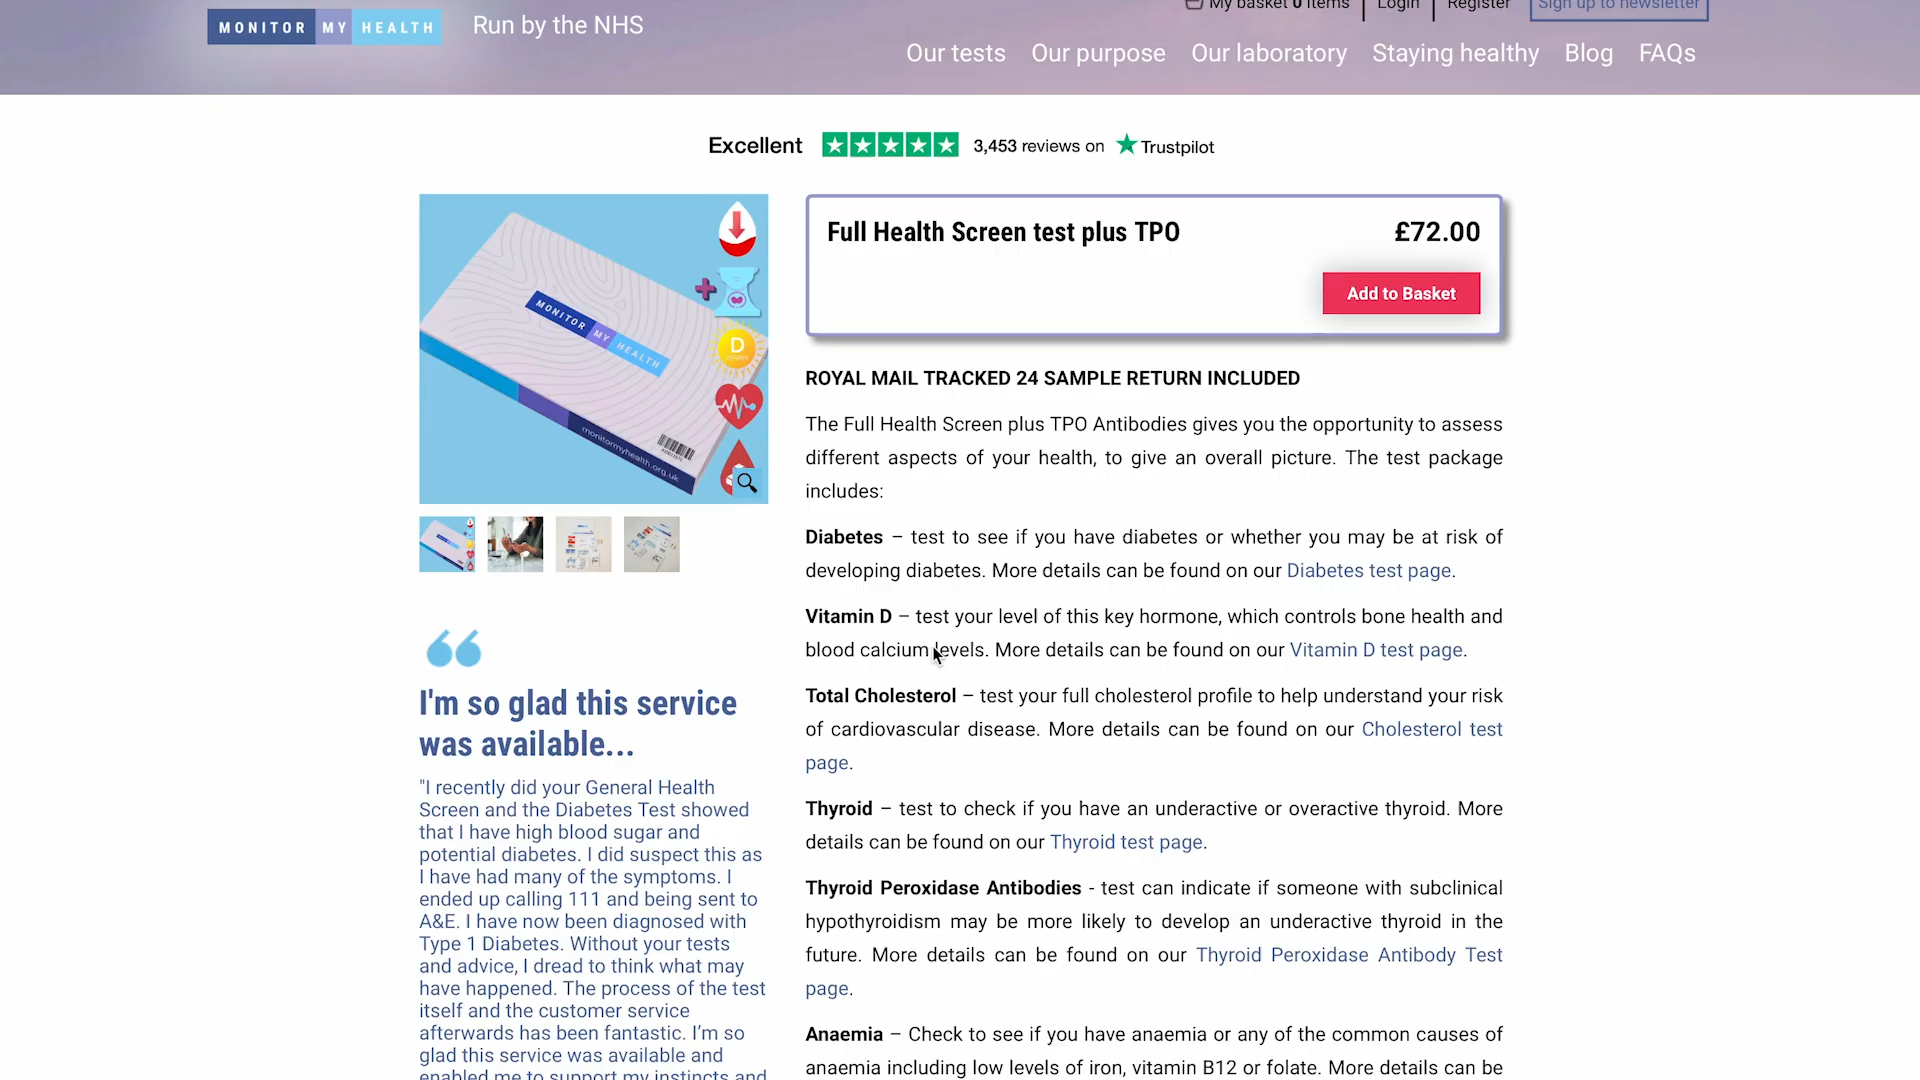 My basket 0 items
Login
Register
Sign up to newsletter
MONITOR MY HEALTH
Run by the NHS
Our tests
Our purpose
Our laboratory
Staying healthy
Blog
FAQs
Excellent
3,453 reviews on
Trustpilot
MONITOR MY HEALTH
D
VITAMIN
monitormyhealth.org.uk
Full Health Screen test plus TPO
£72.00
Add to Basket
ROYAL MAIL TRACKED 24 SAMPLE RETURN INCLUDED
The Full Health Screen plus TPO Antibodies gives you the opportunity to assess
different aspects of your health, to give an overall picture. The test package
includes:
Diabetes – test to see if you have diabetes or whether you may be at risk of
developing diabetes. More details can be found on our Diabetes test page.
Vitamin D – test your level of this key hormone, which controls bone health and
blood calcium levels. More details can be found on our Vitamin D test page.
Total Cholesterol – test your full cholesterol profile to help understand your risk
of cardiovascular disease. More details can be found on our Cholesterol test
page.
Thyroid – test to check if you have an underactive or overactive thyroid. More
details can be found on our Thyroid test page.
Thyroid Peroxidase Antibodies - test can indicate if someone with subclinical
hypothyroidism may be more likely to develop an underactive thyroid in the
future. More details can be found on our Thyroid Peroxidase Antibody Test
page.
Anaemia – Check to see if you have anaemia or any of the common causes of
anaemia including low levels of iron, vitamin B12 or folate. More details can be
I'm so glad this service
was available...
"I recently did your General Health
Screen and the Diabetes Test showed
that I have high blood sugar and
potential diabetes. I did suspect this as
I have had many of the symptoms. I
ended up calling 111 and being sent to
A&E. I have now been diagnosed with
Type 1 Diabetes. Without your tests
and advice, I dread to think what may
have happened. The process of the test
itself and the customer service
afterwards has been fantastic. I'm so
glad this service was available and
enabled me to support my instincts and